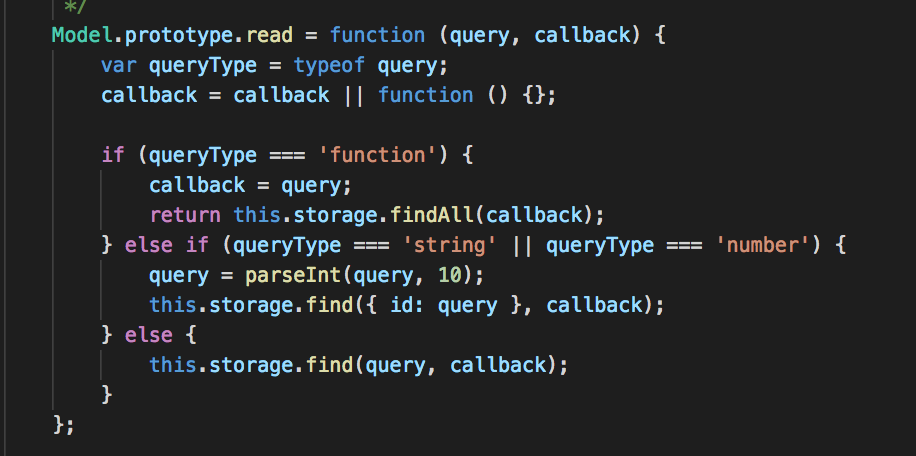 */
Model.prototype.read = function (query, callback) {
    var queryType = typeof query;
    callback = callback || function () {};

    if (queryType === 'function') {
        callback = query;
        return this.storage.findAll(callback);
    } else if (queryType === 'string' || queryType === 'number') {
        query = parseInt(query, 10);
        this.storage.find({ id: query }, callback);
    } else {
        this.storage.find(query, callback);
    }
};